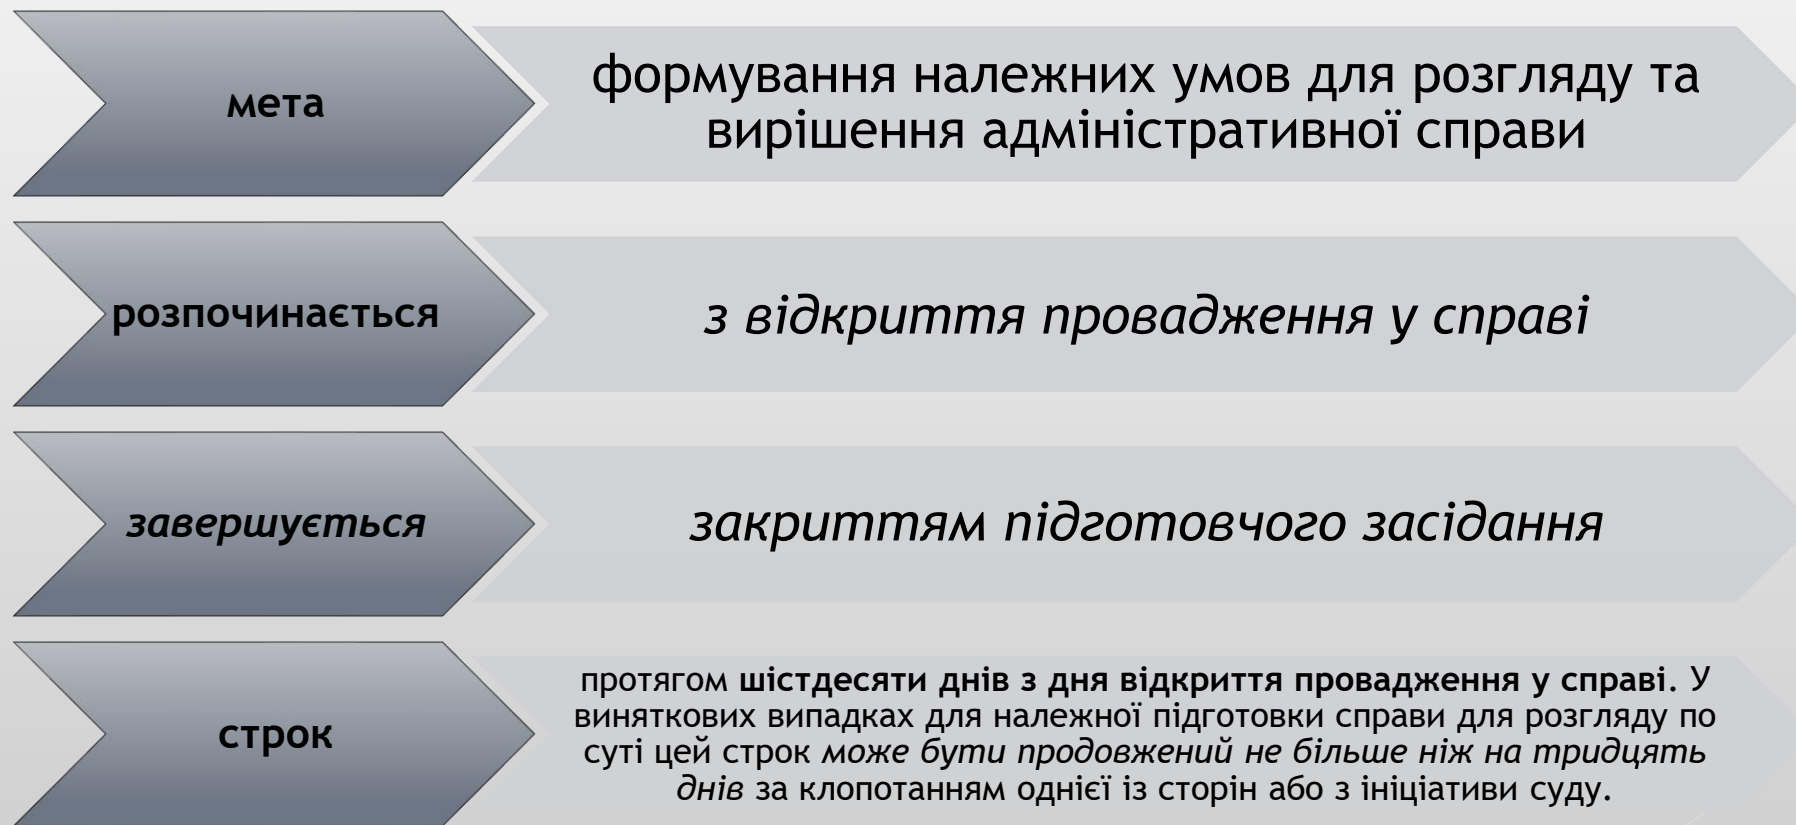 мета
формування належних умов для розгляду та
вирішення адміністративної справи
розпочинається
з відкриття провадження у справі
завершується
закриттям підготовчого засідання
строк
протягом шістдесяти днів з дня відкриття провадження у справі. У
виняткових випадках для належної підготовки справи для розгляду по
суті цей строк може бути продовжений не більше ніж на тридцять
днів за клопотанням однієї із сторін або з ініціативи суду.